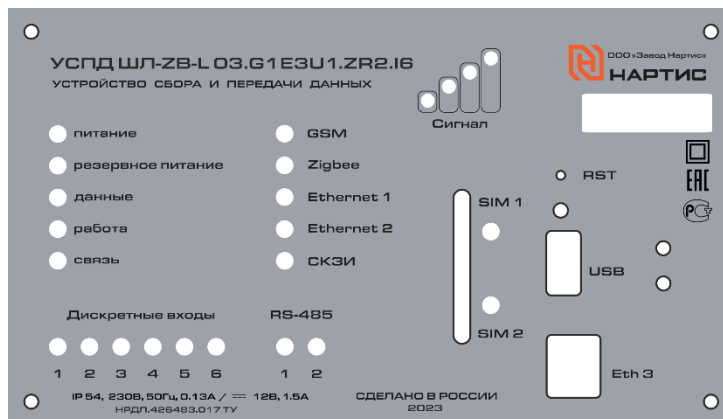 УСПД ШЛ-ZB-L 03.G1E3U1.ZR2.I6
УСТРОЙСТВО СБОРА И ПЕРЕДАЧИ ДАННЫХ
Сигнал
ООО «Завод Нартис»
НАРТИС
питание
резервное питание
данные
работа
связь
GSM
Zigbee
Ethernet 1
Ethernet 2
СКЗИ
SIM 1
SIM 2
RST
USB
Eth 3
EAC
РСТ
Дискретные входы
1 2 3 4 5 6
RS-485
1 2
IP 54, 230В, 50Гц, 0.13А / ⎓ 12В, 1.5А
НРДЛ.426483.017 ТУ
СДЕЛАНО В РОССИИ
2023